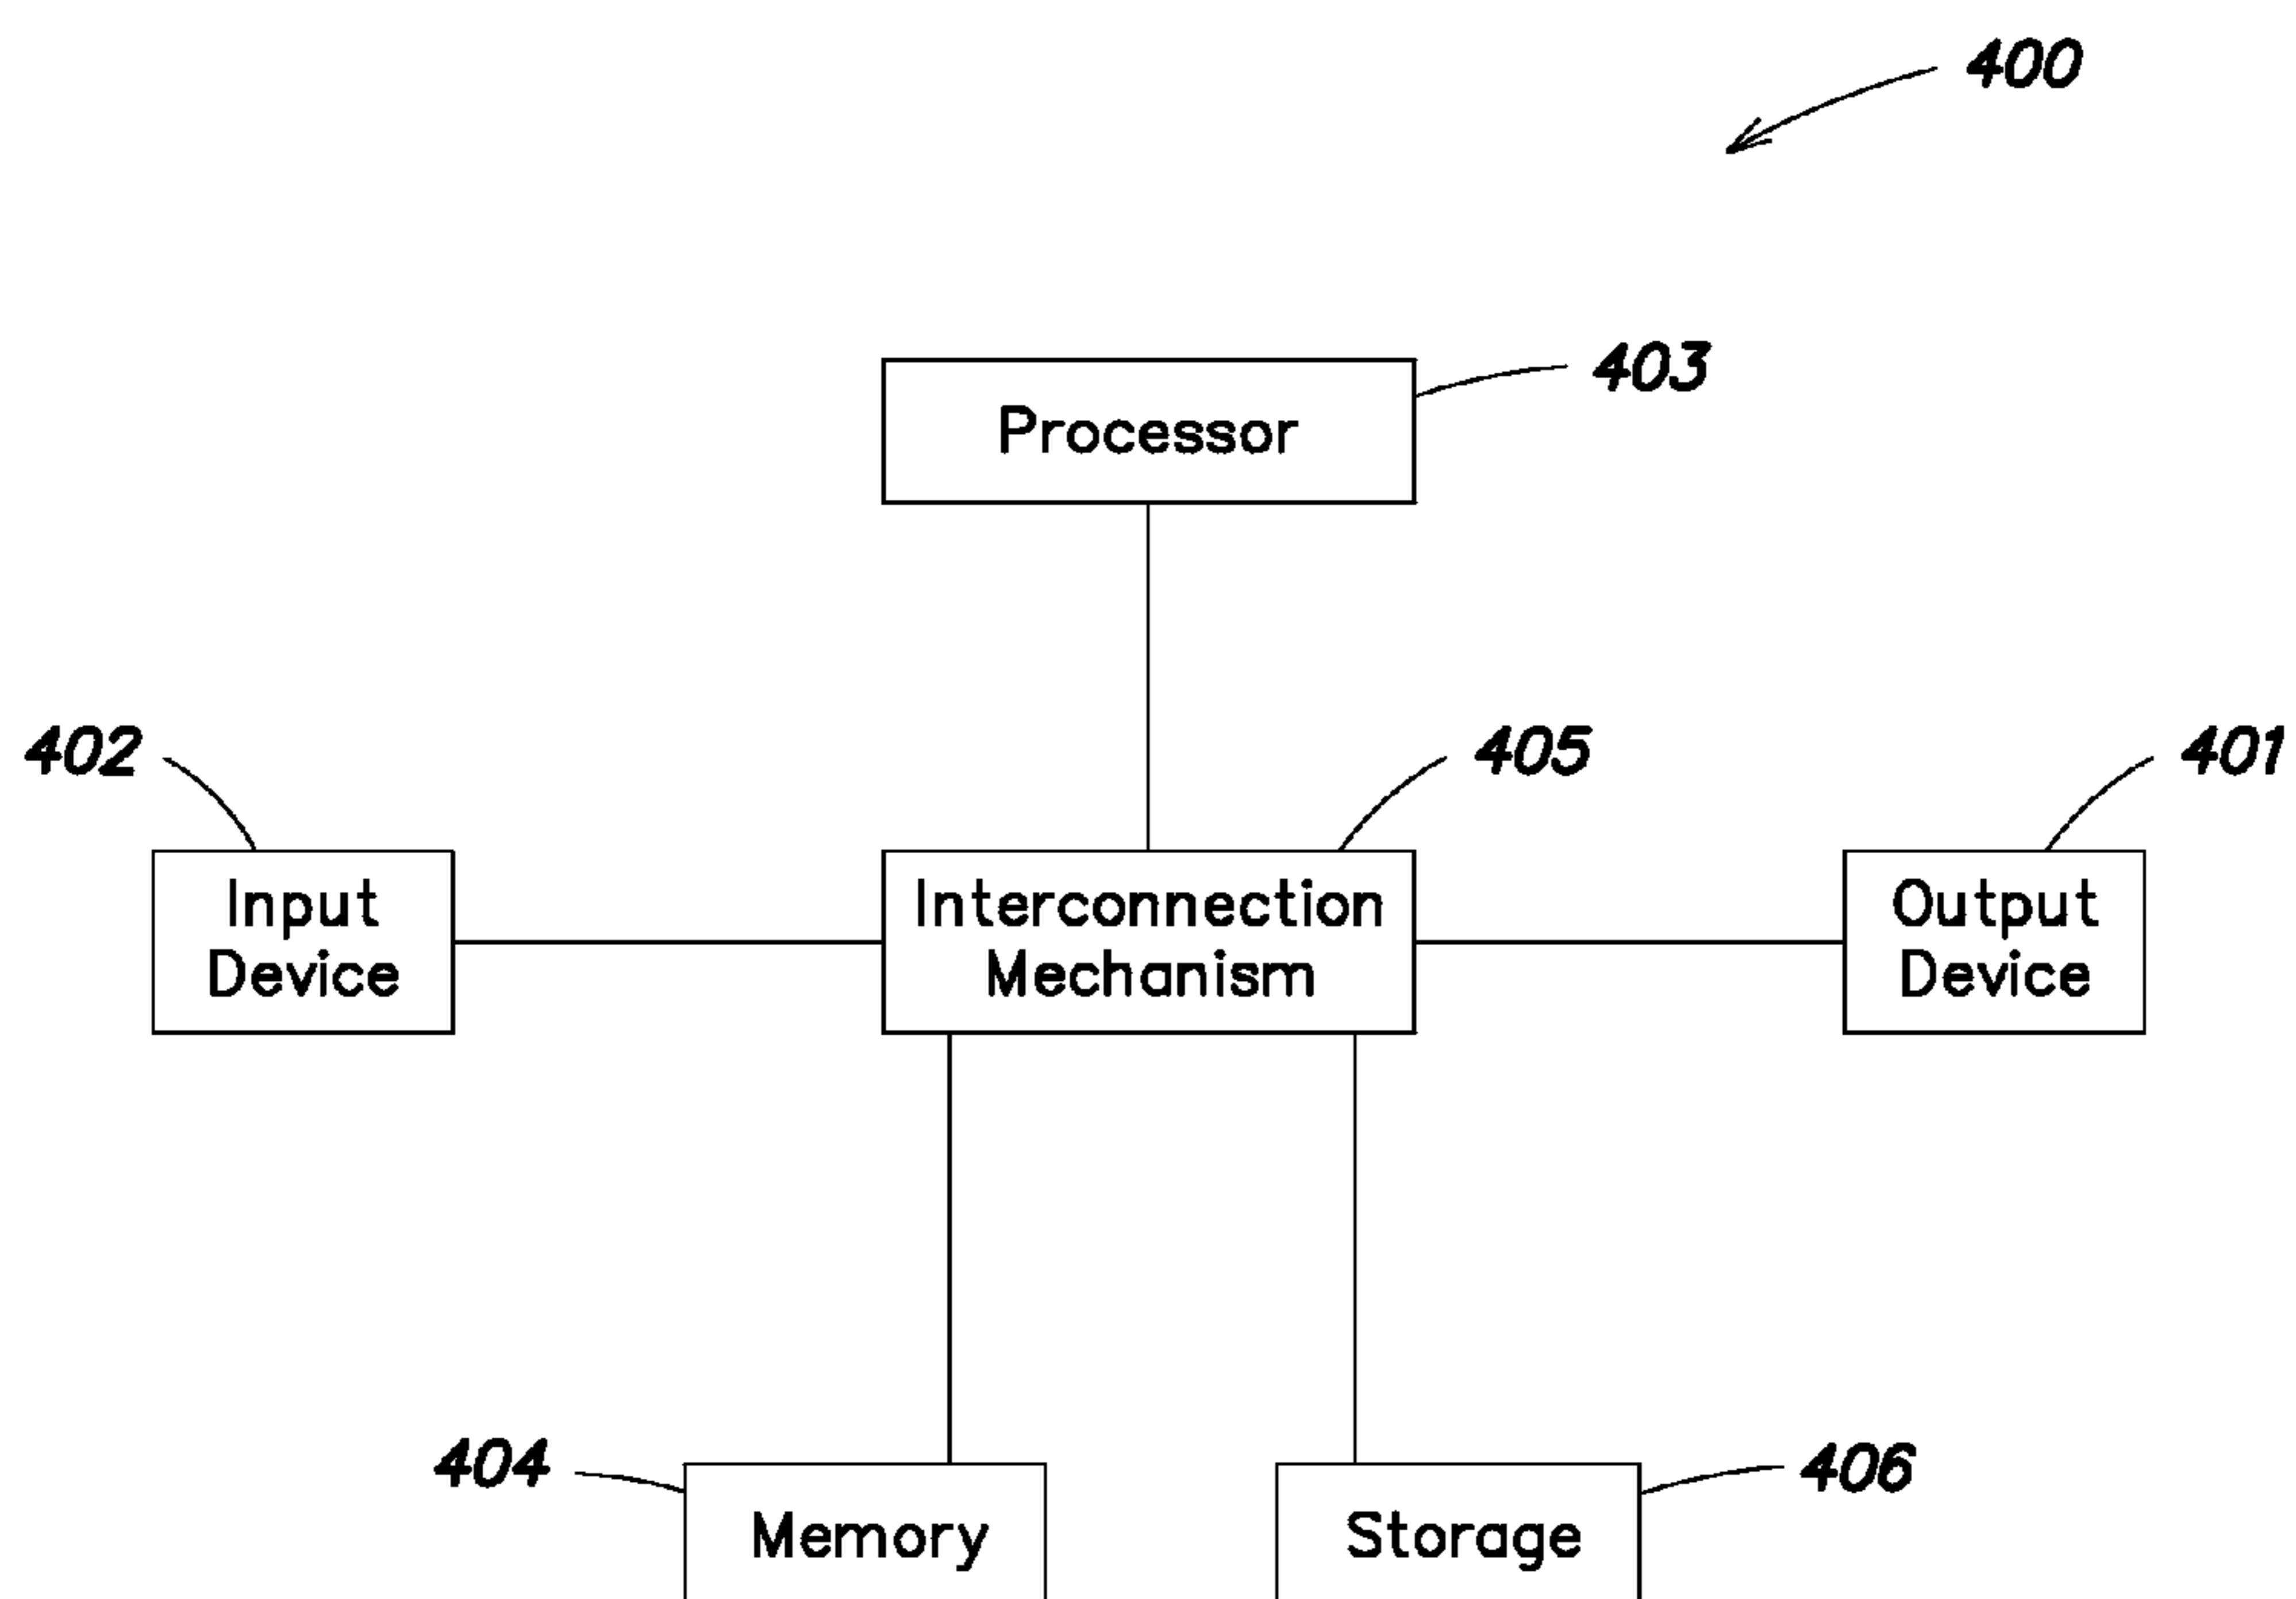 400
403
Processor
402
405
401
Input
Device
Interconnection
Mechanism
Output
Device
404
406
Memory
Storage